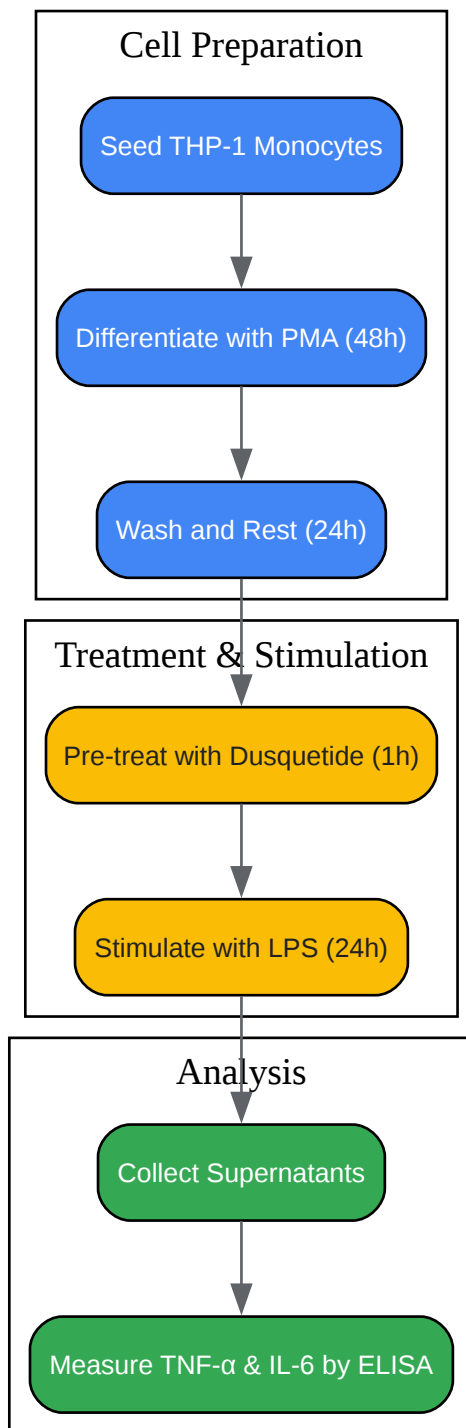 Cell Preparation
Seed THP-1 Monocytes
Differentiate with PMA (48h)
Wash and Rest (24h)
Treatment & Stimulation
Pre-treat with Dusquetide (1h)
Stimulate with LPS (24h)
Analysis
Collect Supernatants
Measure TNF-α & IL-6 by ELISA